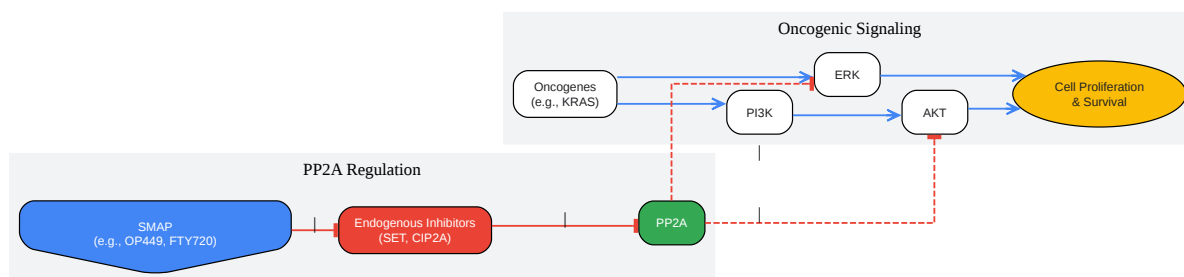 Oncogenic Signaling
Oncogenes
(e.g., KRAS)
ERK
PI3K
AKT
Cell Proliferation
& Survival
PP2A Regulation
SMAP
(e.g., OP449, FTY720)
Endogenous Inhibitors
(SET, CIP2A)
PP2A